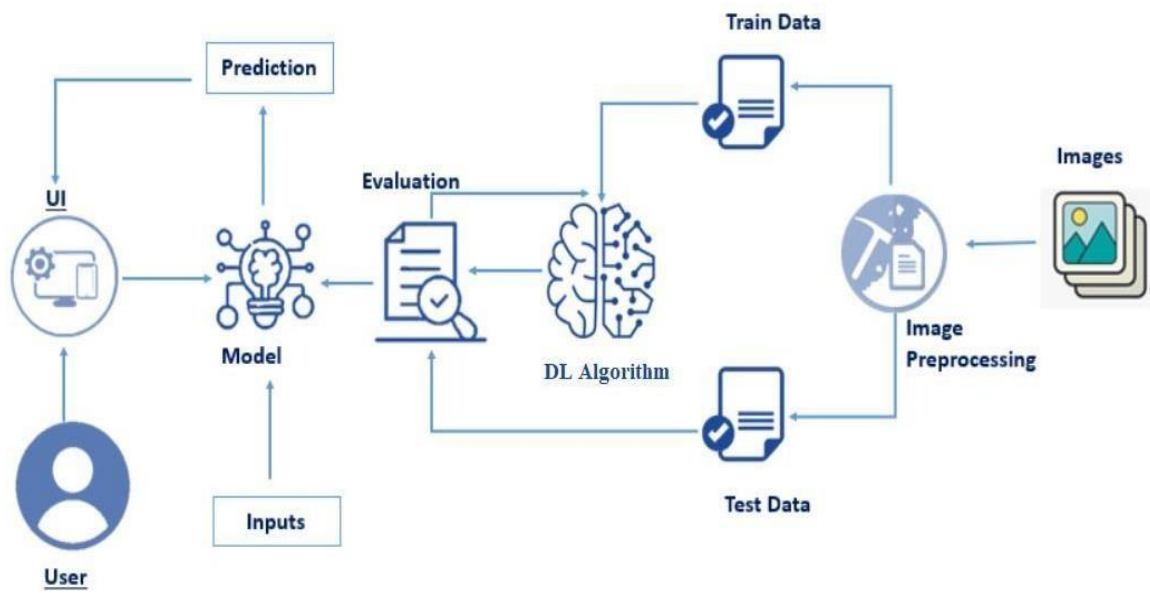 Train Data
Prediction
Images
Evaluation
UI
Image
Preprocessing
Model
DL Algorithm
Test Data
Inputs
User